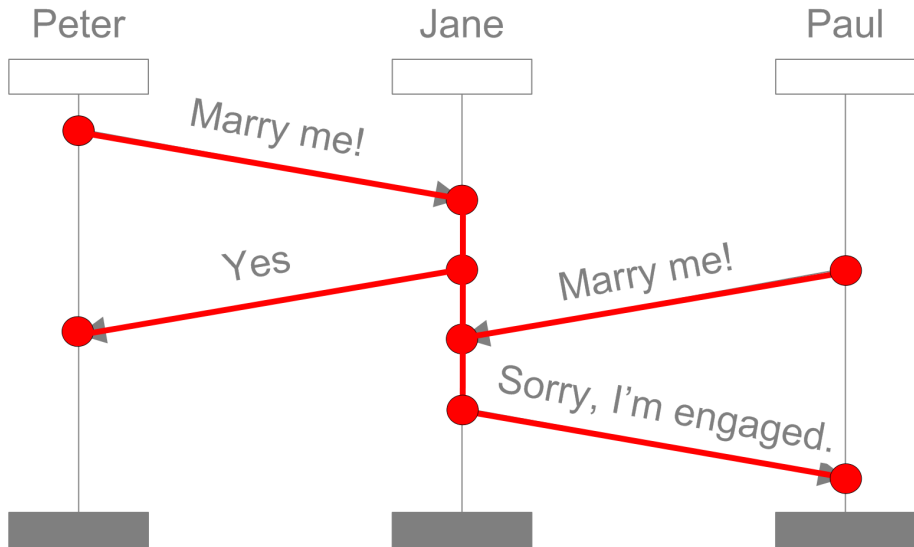 Peter
Jane
Paul
Marry me!
Yes
Marry me!
Sorry, I’m engaged.